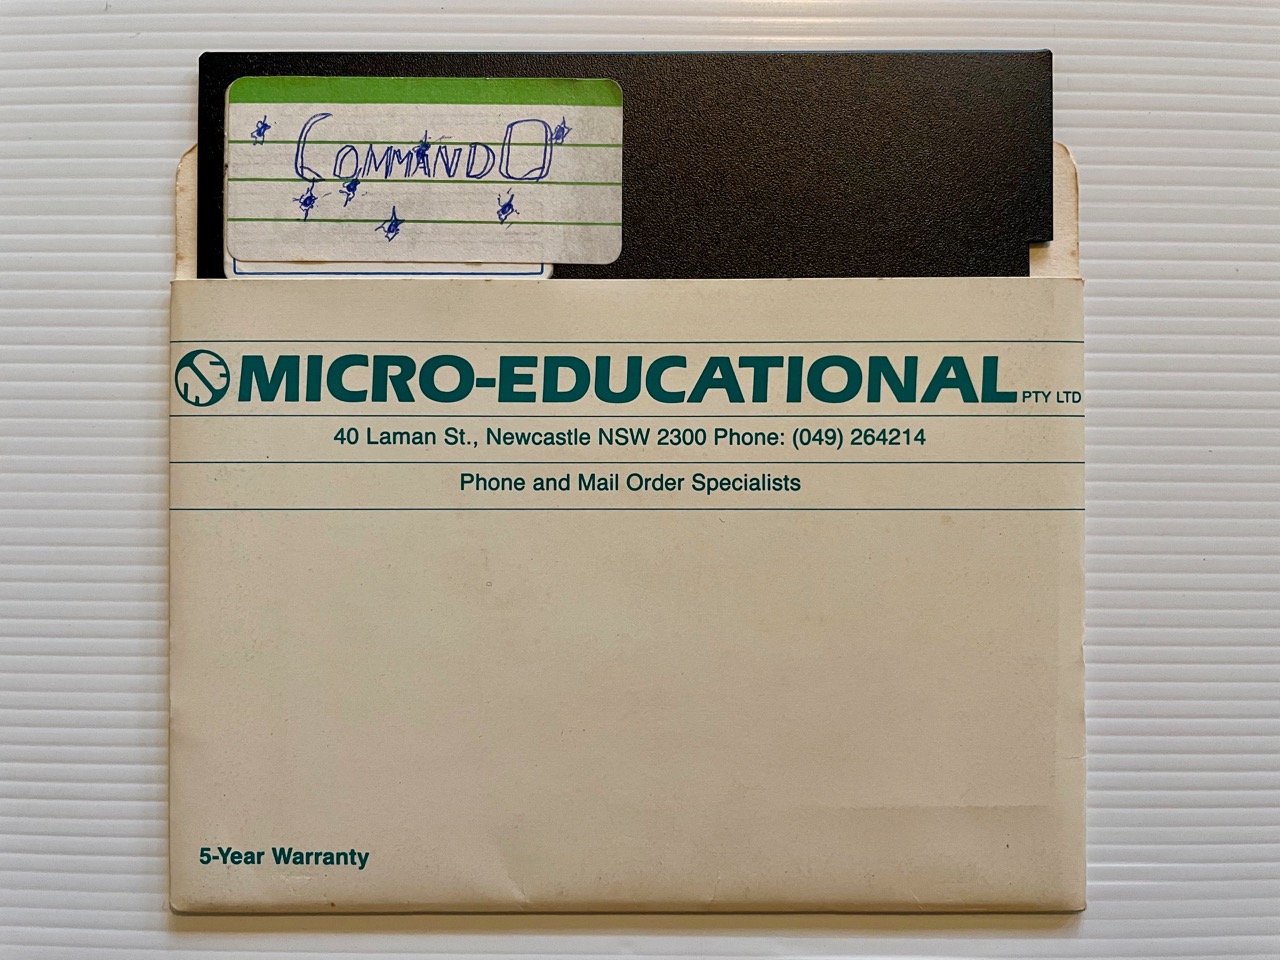 COMMANDO
MICRO-EDUCATIONAL PTY LTD
40 Laman St., Newcastle NSW 2300 Phone: (049) 264214
Phone and Mail Order Specialists
5-Year Warranty